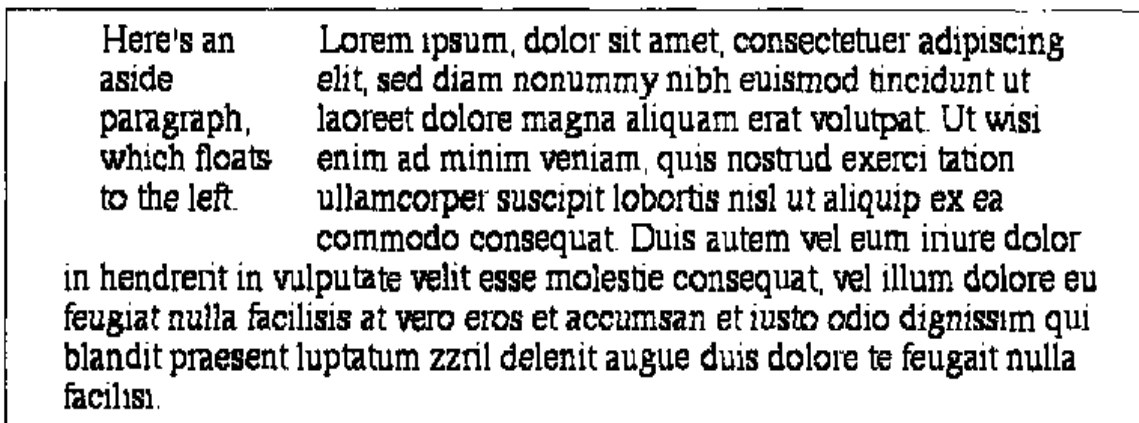 Here's an
aside
paragraph,
which floats
to the left.
Lorem ipsum, dolor sit amet, consectetuer adipiscing
elit, sed diam nonummy nibh euismod tincidunt ut
laoreet dolore magna aliquam erat volutpat. Ut wisi
enim ad minim veniam, quis nostrud exerci tation
ullamcorper suscipit lobortis nisl ut aliquip ex ea
commodo consequat. Duis autem vel eum iriure dolor
in hendrerit in vulputate velit esse molestie consequat, vel illum dolore eu
feugiat nulla facilisis at vero eros et accumsan et iusto odio dignissim qui
blandit praesent luptatum zzril delenit augue duis dolore te feugait nulla
facilisi.